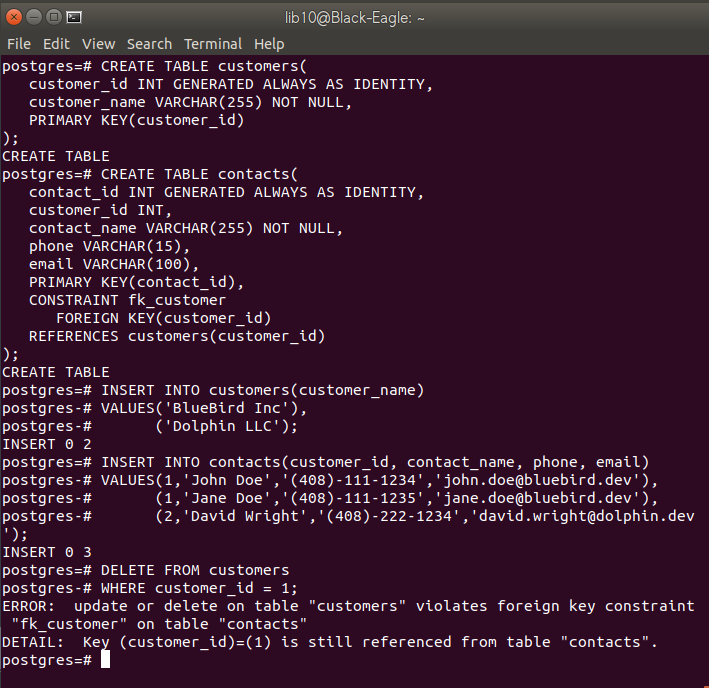 lib10@Black-Eagle: ~
File Edit View Search Terminal Help
postgres=# CREATE TABLE customers(
   customer_id INT GENERATED ALWAYS AS IDENTITY,
   customer_name VARCHAR(255) NOT NULL,
   PRIMARY KEY(customer_id)
);
CREATE TABLE
postgres=# CREATE TABLE contacts(
   contact_id INT GENERATED ALWAYS AS IDENTITY,
   customer_id INT,
   contact_name VARCHAR(255) NOT NULL,
   phone VARCHAR(15),
   email VARCHAR(100),
   PRIMARY KEY(contact_id),
   CONSTRAINT fk_customer
      FOREIGN KEY(customer_id)
   REFERENCES customers(customer_id)
);
CREATE TABLE
postgres=# INSERT INTO customers(customer_name)
postgres-# VALUES('BlueBird Inc'),
postgres-#       ('Dolphin LLC');
INSERT 0 2
postgres=# INSERT INTO contacts(customer_id, contact_name, phone, email)
postgres-# VALUES(1,'John Doe','(408)-111-1234','john.doe@bluebird.dev'),
postgres-#       (1,'Jane Doe','(408)-111-1235','jane.doe@bluebird.dev'),
postgres-#       (2,'David Wright','(408)-222-1234','david.wright@dolphin.dev
');
INSERT 0 3
postgres=# DELETE FROM customers
postgres-# WHERE customer_id = 1;
ERROR:  update or delete on table "customers" violates foreign key constraint
 "fk_customer" on table "contacts"
DETAIL:  Key (customer_id)=(1) is still referenced from table "contacts".
postgres=#